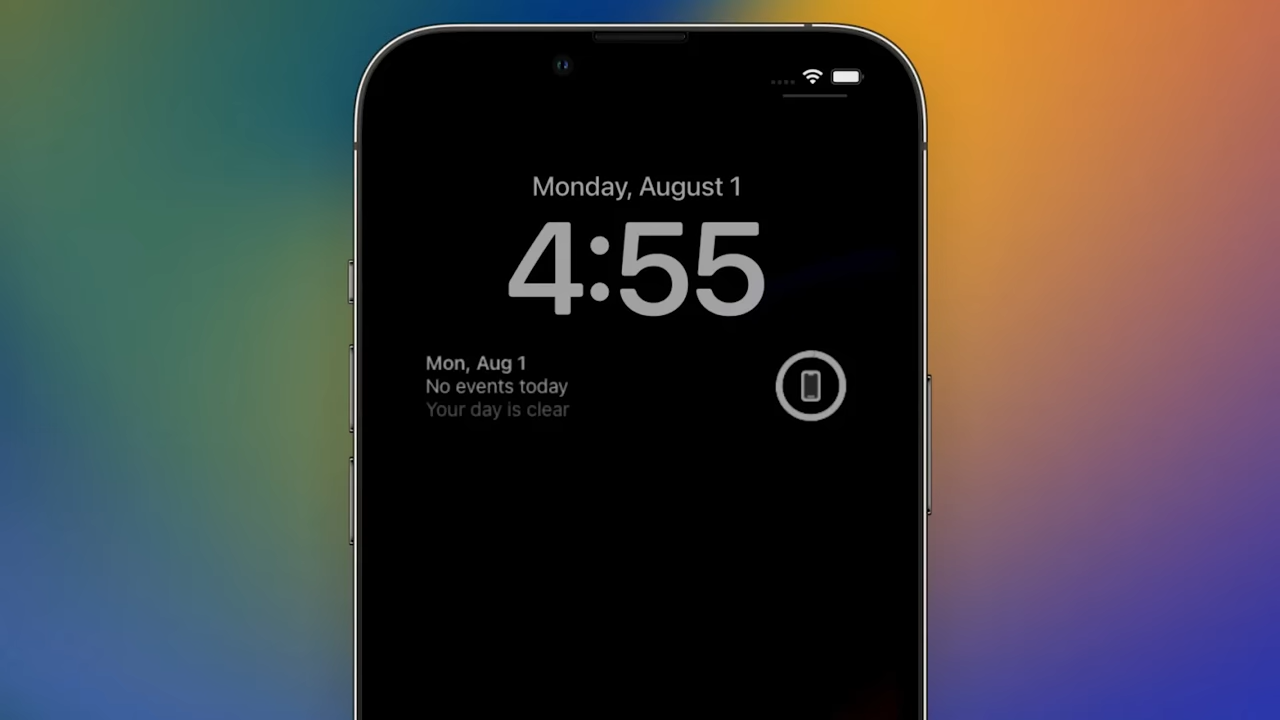 Monday, August 1
4:55
Mon, Aug 1
No events today
Your day is clear